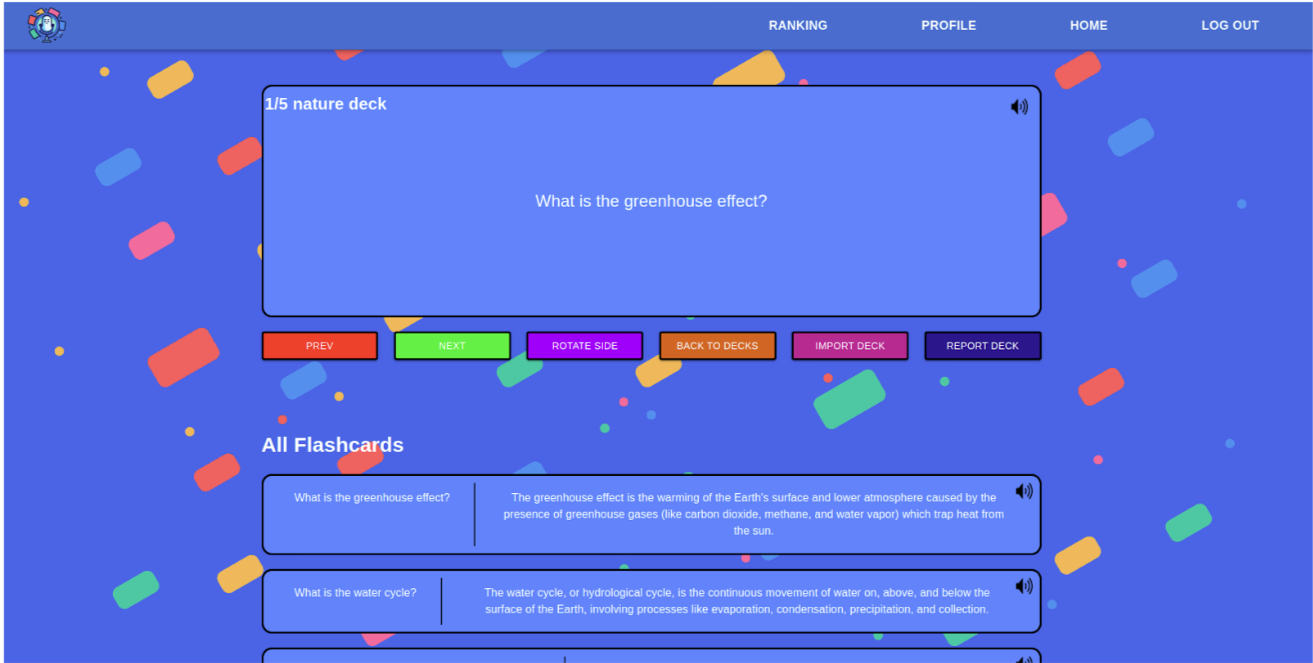 RANKING PROFILE HOME LOG OUT
1/5 nature deck
What is the greenhouse effect?
PREV NEXT ROTATE SIDE BACK TO DECKS IMPORT DECK REPORT DECK
All Flashcards
What is the greenhouse effect?
The greenhouse effect is the warming of the Earth's surface and lower atmosphere caused by the
presence of greenhouse gases (like carbon dioxide, methane, and water vapor) which trap heat from
the sun.
What is the water cycle?
The water cycle, or hydrological cycle, is the continuous movement of water on, above, and below the
surface of the Earth, involving processes like evaporation, condensation, precipitation, and collection.